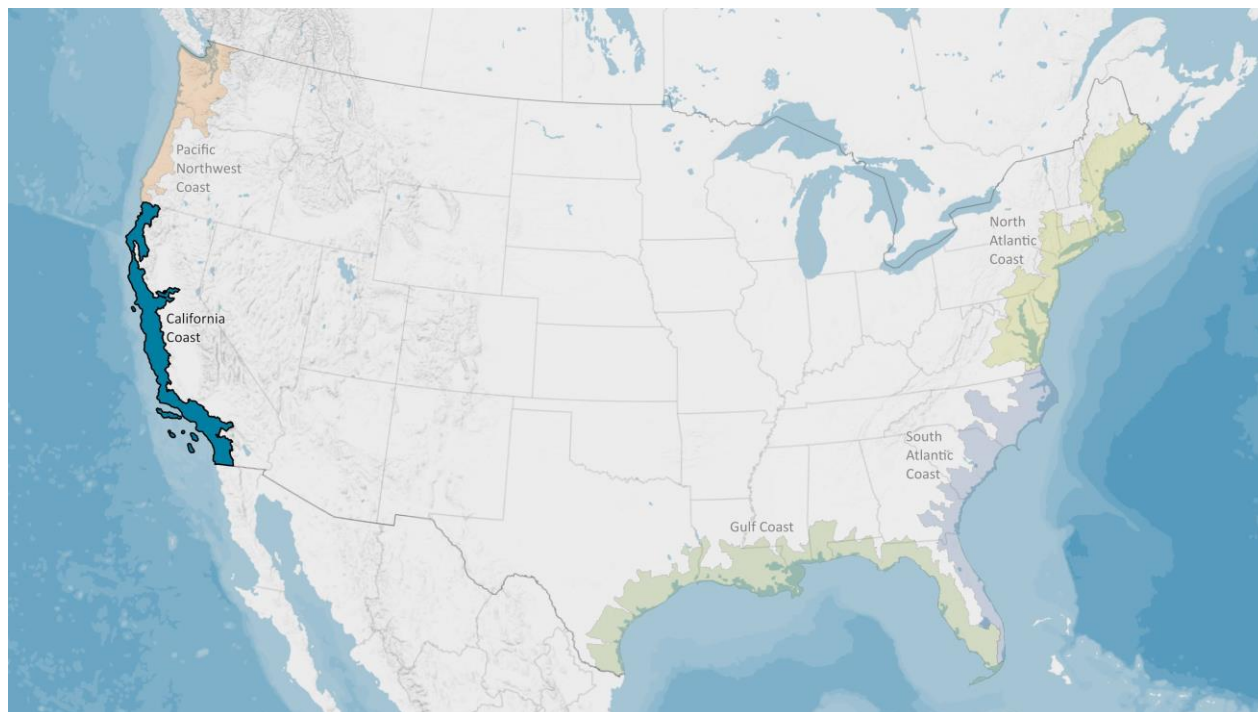 Pacific
Northwest
Coast
California
Coast
North
Atlantic
Coast
South
Atlantic
Coast
Gulf Coast